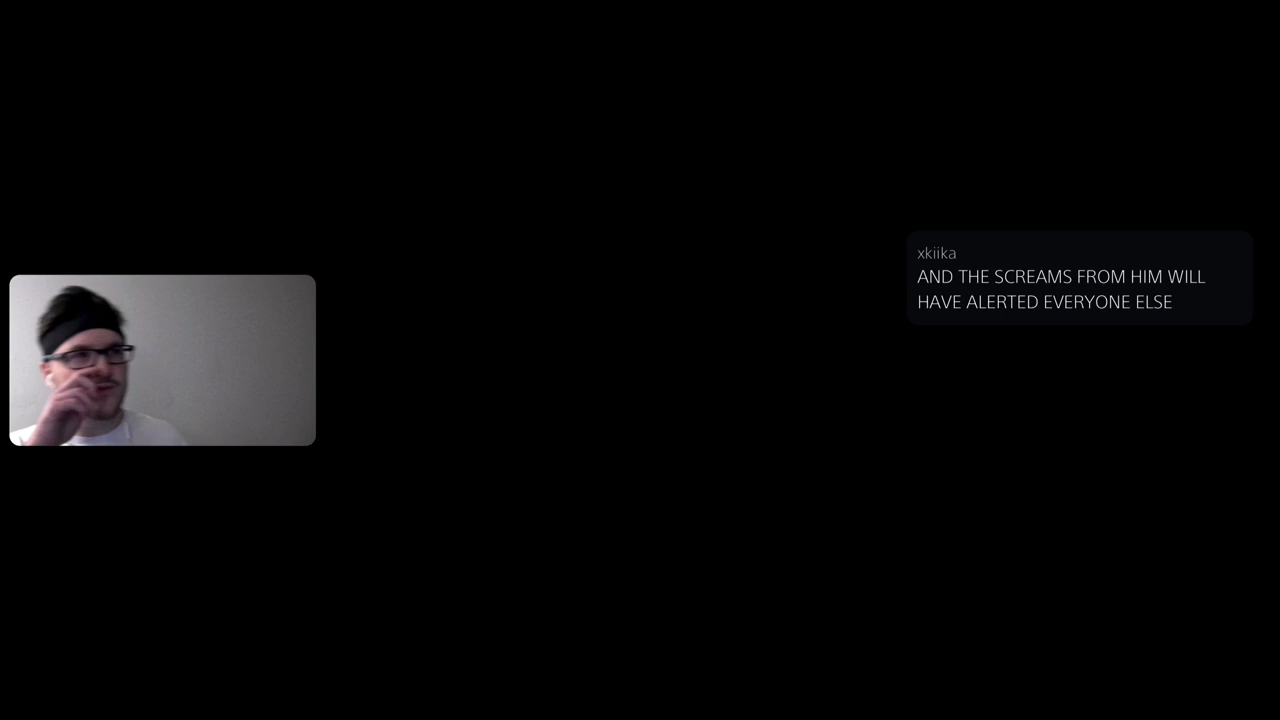 xkiika
AND THE SCREAMS FROM HIM WILL
HAVE ALERTED EVERYONE ELSE